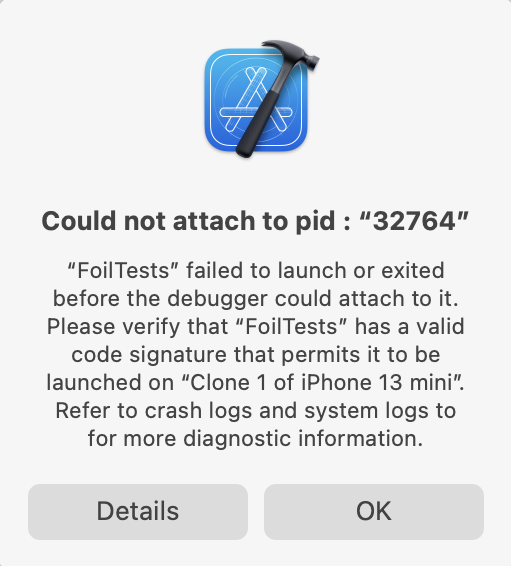 Could not attach to pid : “32764”
“FoilTests” failed to launch or exited
before the debugger could attach to it.
Please verify that “FoilTests” has a valid
code signature that permits it to be
launched on “Clone 1 of iPhone 13 mini”.
Refer to crash logs and system logs to
for more diagnostic information.
Details
OK